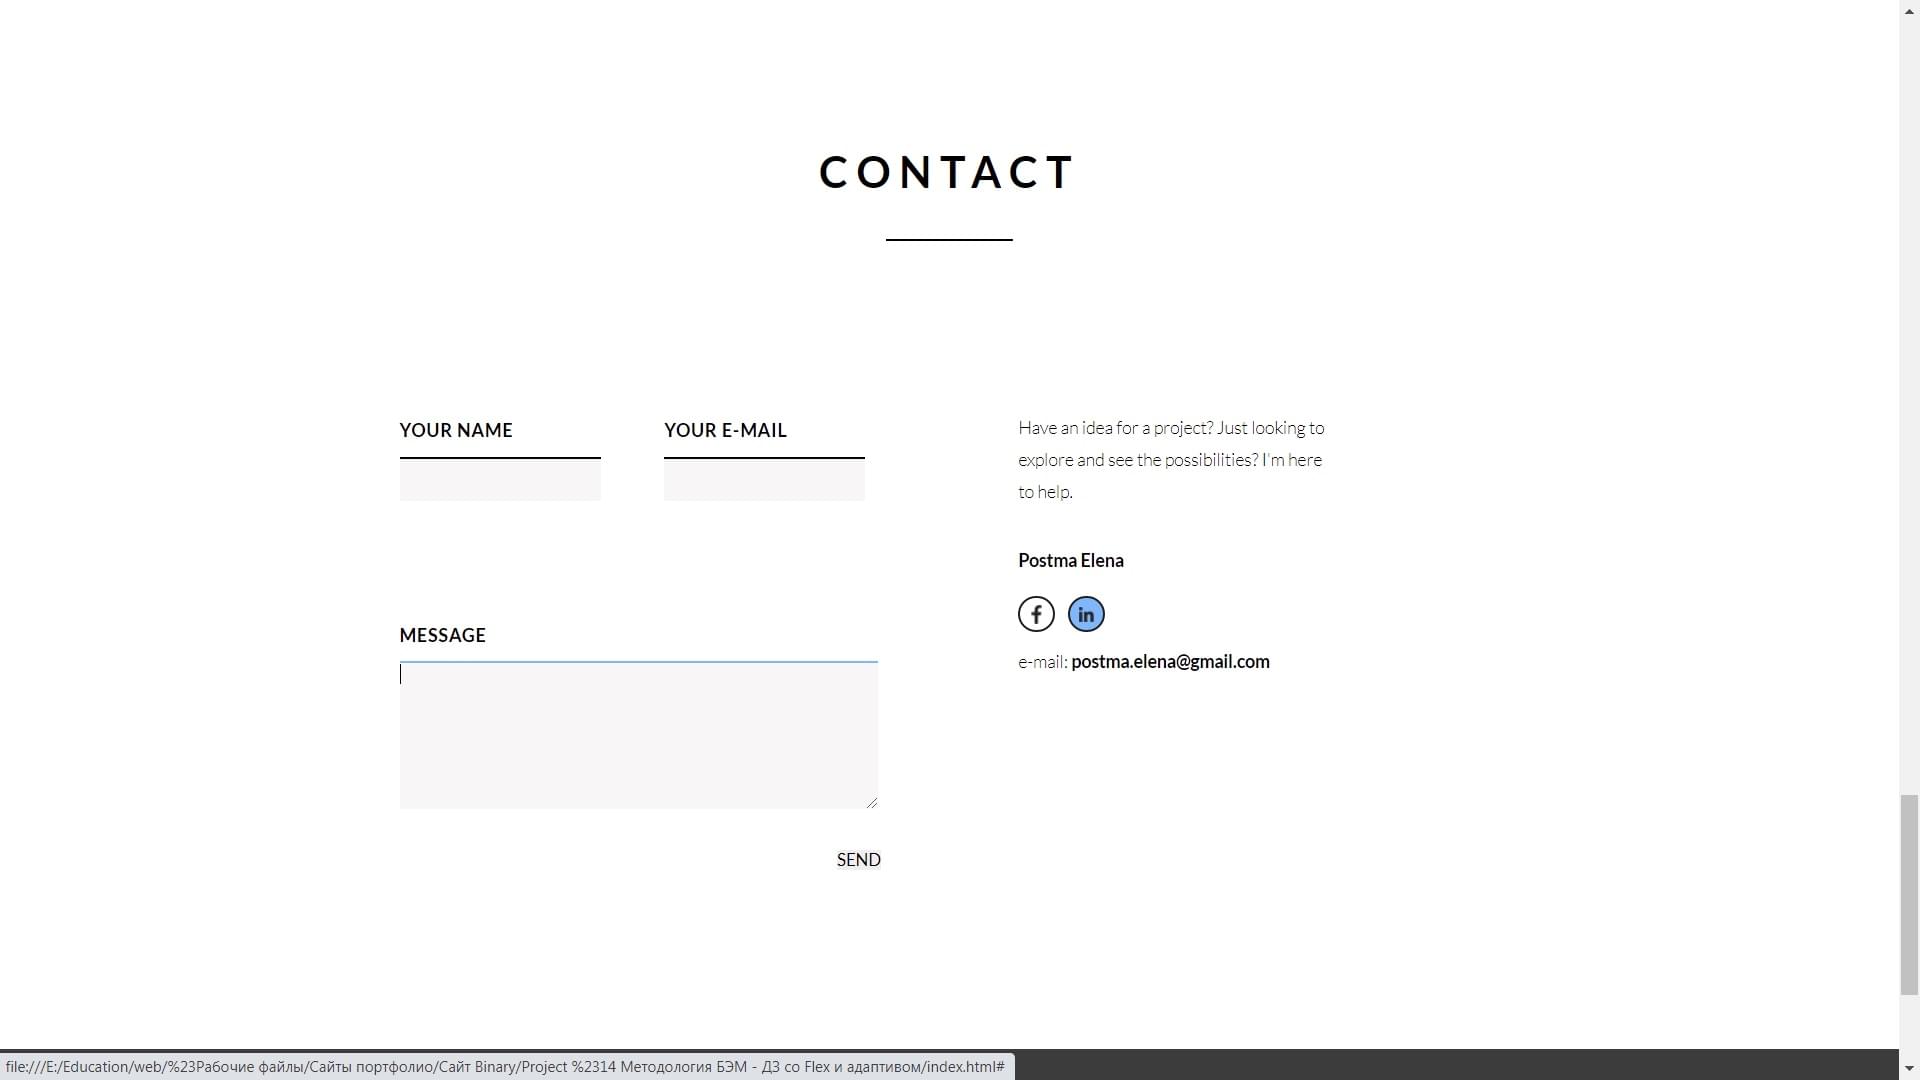 CONTACT
YOUR NAME
YOUR E-MAIL
MESSAGE
SEND
Have an idea for a project? Just looking to
explore and see the possibilities? I'm here
to help.
Postma Elena
f
in
e-mail: postma.elena@gmail.com
file:///E:/Education/web/%23Рабочие файлы/Сайты портфолио/Сайт Binary/Project %2314 Методология БЭМ - ДЗ со Flex и адаптивом/index.html#